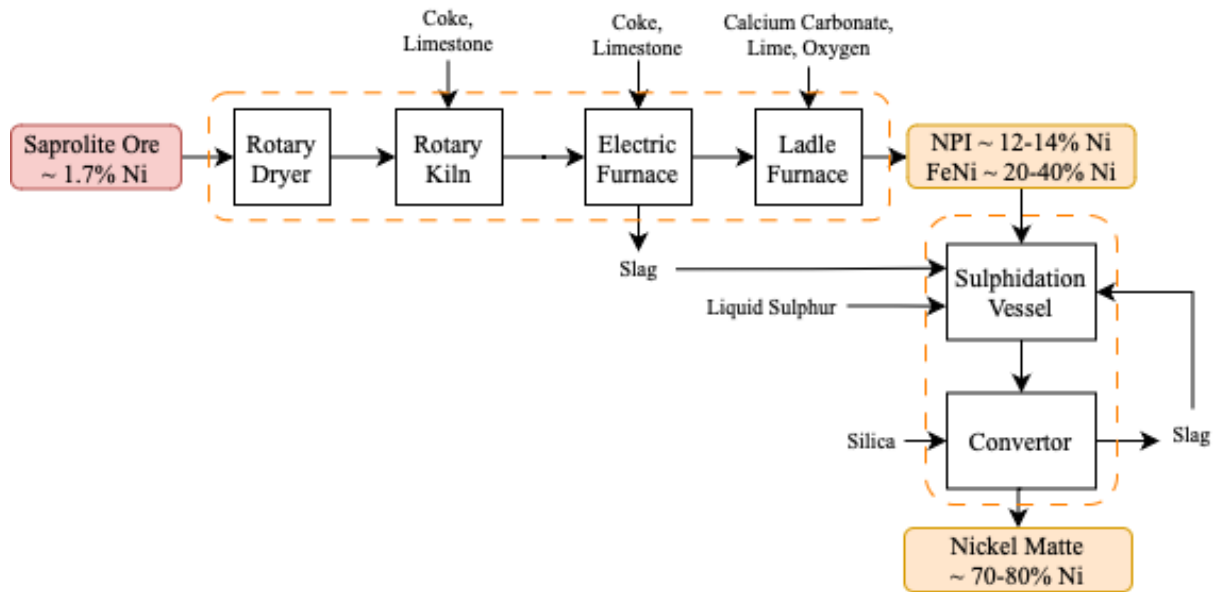 Coke,
Limestone
Coke,
Limestone
Calcium Carbonate,
Lime, Oxygen
Saprolite Ore
~ 1.7% Ni
Rotary
Dryer
Rotary
Kiln
Electric
Furnace
Ladle
Furnace
NPI ~ 12-14% Ni
FeNi ~ 20-40% Ni
Slag
Liquid Sulphur
Sulphidation
Vessel
Silica
Convertor
Slag
Nickel Matte
~ 70-80% Ni